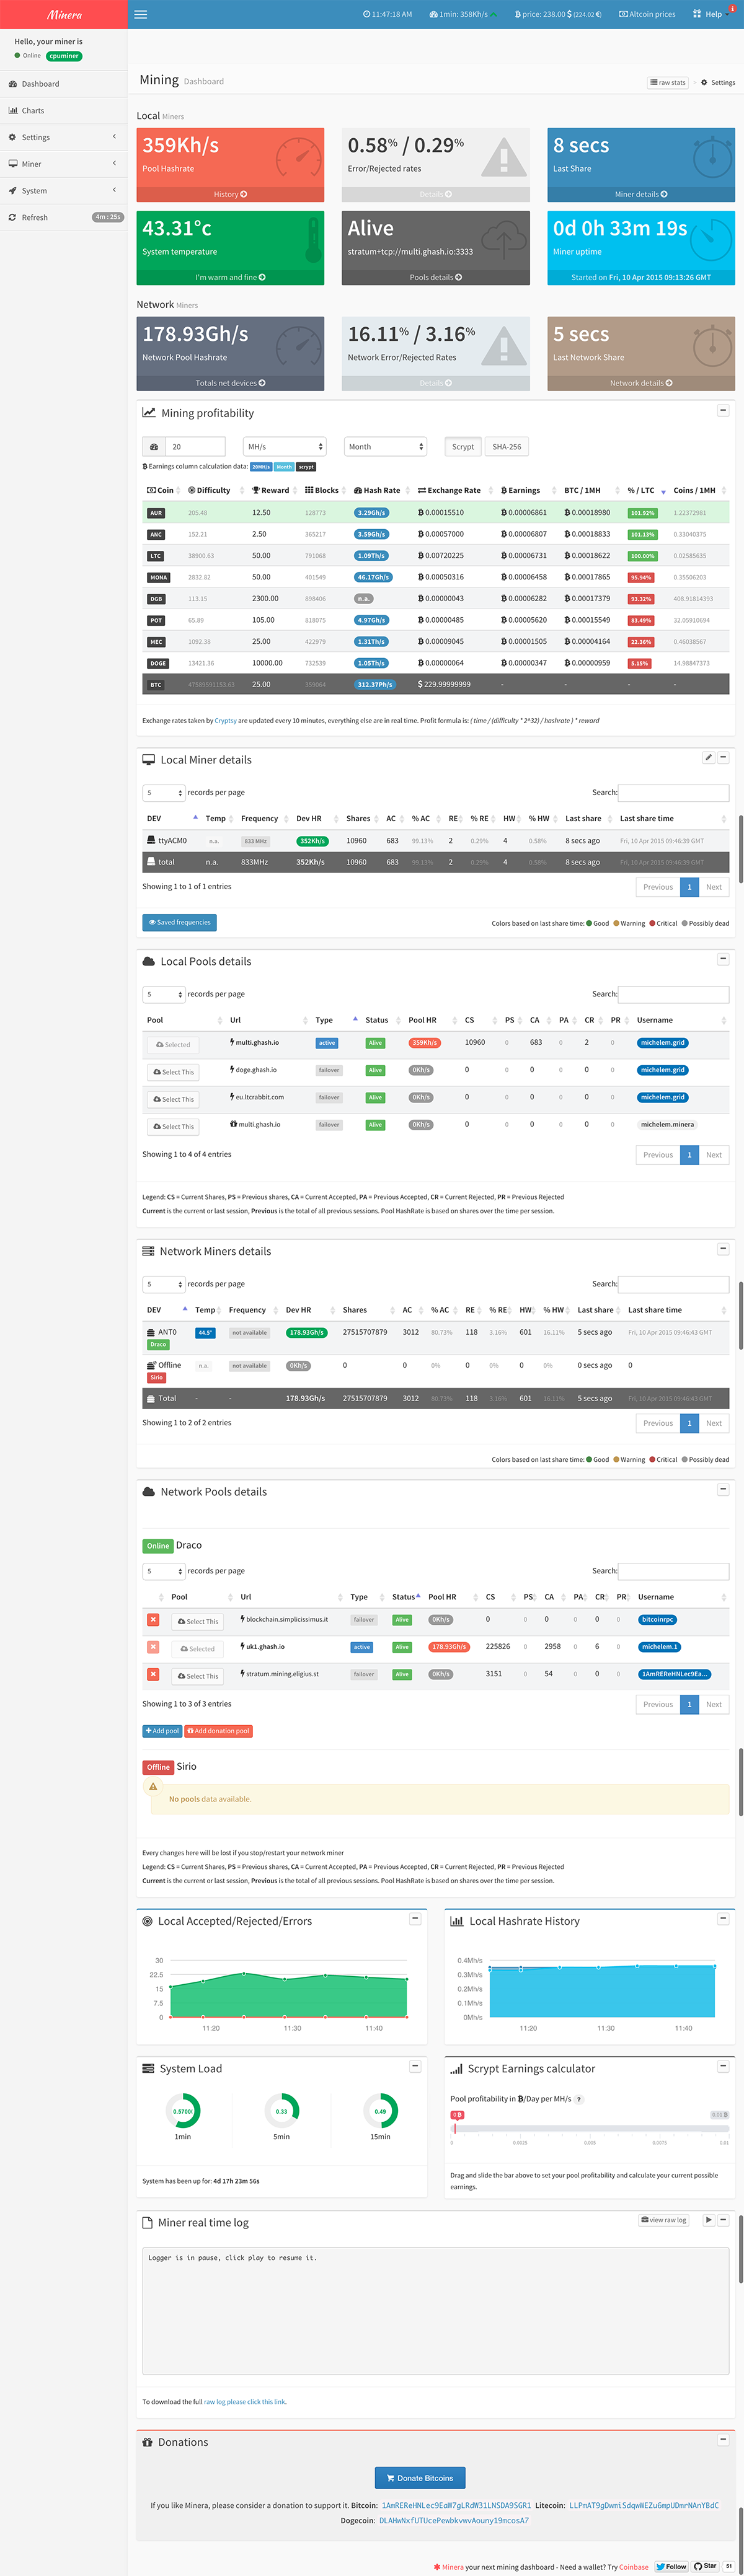 Minera
11:47:18 AM 1min: 358Kh/s price: 238.00 $ (224.02 €) Altcoin prices Help
Hello, your miner is
Online cpuminer
Dashboard
Charts
Settings
Miner
System
Refresh 4m : 25s
Mining Dashboard
raw stats Settings
Local Miners
359Kh/s
Pool Hashrate
History
0.58% / 0.29%
Error/Rejected rates
Details
8 secs
Last Share
Miner details
43.31°c
System temperature
I'm warm and fine
Alive
stratum+tcp://multi.ghash.io:3333
Pools details
0d 0h 33m 19s
Miner uptime
Started on Fri, 10 Apr 2015 09:13:26 GMT
Network Miners
178.93Gh/s
Network Pool Hashrate
Totals net devices
16.11% / 3.16%
Network Error/Rejected Rates
Details
5 secs
Last Network Share
Network details
Mining profitability
20 MH/s Month Scrypt SHA-256
Earnings column calculation data: 20MH/s Month scrypt
Coin Difficulty Reward Blocks Hash Rate Exchange Rate Earnings BTC / 1MH % / LTC Coins / 1MH
AUR 205.48 12.50 128773 3.29Gh/s 0.00015510 0.00006861 0.00018980 101.92% 1.22372981
ANC 152.21 2.50 365217 3.59Gh/s 0.00057000 0.00006807 0.00018833 101.13% 0.33040375
LTC 38900.63 50.00 791068 1.09Th/s 0.00720225 0.00006731 0.00018622 100.00% 0.02585635
MONA 2832.82 50.00 401549 46.17Gh/s 0.00050316 0.00006458 0.00017865 95.94% 0.35506203
DGB 113.15 2300.00 898406 n.a. 0.00000043 0.00006282 0.00017379 93.32% 408.91814393
POT 65.89 105.00 818075 4.97Gh/s 0.00000485 0.00005620 0.00015549 83.49% 32.05910694
MEC 1092.38 25.00 422979 1.31Th/s 0.00009045 0.00001505 0.00004164 22.36% 0.46038567
DOGE 13421.36 10000.00 732539 1.05Th/s 0.00000064 0.00000347 0.00000959 5.15% 14.98847373
BTC 25.00 359064 312.37Ph/s $ 229.99999999 - - - -
Exchange rates taken by Cryptsy are updated every 10 minutes, everything else are in real time. Profit formula is: ( time / (difficulty * 2^32) / hashrate ) * reward
Local Miner details
5 records per page Search:
DEV Temp Frequency Dev HR Shares AC % AC RE % RE HW % HW Last share Last share time
ttyACM0 n.a. 833 MHz 352Kh/s 10960 683 99.13% 2 0.29% 4 0.58% 8 secs ago Fri, 10 Apr 2015 09:46:39 GMT
total n.a. 833MHz 352Kh/s 10960 683 99.13% 2 0.29% 4 0.58% 8 secs ago Fri, 10 Apr 2015 09:46:39 GMT
Showing 1 to 1 of 1 entries Previous 1 Next
Saved frequencies Colors based on last share time: Good Warning Critical Possibly dead
Local Pools details
5 records per page Search:
Pool Url Type Status Pool HR CS PS CA PA CR PR Username
Selected multi.ghash.io active Alive 359Kh/s 10960 0 683 0 2 0 michelem.grid
Select This doge.ghash.io failover Alive 0Kh/s 0 0 0 0 0 0 michelem.grid
Select This eu.ltcrabbit.com failover Alive 0Kh/s 0 0 0 0 0 0 michelem.grid
Select This multi.ghash.io failover Alive 0Kh/s 0 0 0 0 0 0 michelem.minera
Showing 1 to 4 of 4 entries Previous 1 Next
Legend: CS = Current Shares, PS = Previous shares, CA = Current Accepted, PA = Previous Accepted, CR = Current Rejected, PR = Previous Rejected
Current is the current or last session, Previous is the total of all previous sessions. Pool HashRate is based on shares over the time per session.
Network Miners details
5 records per page Search:
DEV Temp Frequency Dev HR Shares AC % AC RE % RE HW % HW Last share Last share time
ANT0 44.5° not available 178.93Gh/s 27515707879 3012 80.73% 118 3.16% 601 16.11% 5 secs ago Fri, 10 Apr 2015 09:46:43 GMT
Draco
Offline n.a. not available 0Kh/s 0 0 0% 0 0% 0 0% 0 secs ago 0
Sirio
Total - - 178.93Gh/s 27515707879 3012 80.73% 118 3.16% 601 16.11% 5 secs ago Fri, 10 Apr 2015 09:46:43 GMT
Showing 1 to 2 of 2 entries Previous 1 Next
Colors based on last share time: Good Warning Critical Possibly dead
Network Pools details
Online Draco
5 records per page Search:
Pool Url Type Status Pool HR CS PS CA PA CR PR Username
Select This blockchain.simplicissimus.it failover Alive 0Kh/s 0 0 0 0 0 0 bitcoinrpc
Selected uk1.ghash.io active Alive 178.93Gh/s 225826 0 2958 0 6 0 michelem.1
Select This stratum.mining.eligius.st failover Alive 0Kh/s 3151 0 54 0 0 0 1AmREReHNLec9Ea...
Showing 1 to 3 of 3 entries Previous 1 Next
Add pool Add donation pool
Offline Sirio
No pools data available.
Every changes here will be lost if you stop/restart your network miner
Legend: CS = Current Shares, PS = Previous shares, CA = Current Accepted, PA = Previous Accepted, CR = Current Rejected, PR = Previous Rejected
Current is the current or last session, Previous is the total of all previous sessions. Pool HashRate is based on shares over the time per session.
Local Accepted/Rejected/Errors
30
22.5
15
7.5
0
11:20 11:30 11:40
Local Hashrate History
0.4Mh/s
0.3Mh/s
0.2Mh/s
0.1Mh/s
0Mh/s
11:20 11:30 11:40
System Load
0.33 0.49
1min 5min 15min
System has been up for: 4d 17h 23m 56s
Scrypt Earnings calculator
Pool profitability in B/Day per MH/s ?
0 0.01
0 0.0025 0.005 0.0075 0.01
Drag and slide the bar above to set your pool profitability and calculate your current possible
earnings.
Miner real time log
view raw log
Logger is in pause, click play to resume it.
To download the full raw log please click this link.
Donations
Donate Bitcoins
If you like Minera, please consider a donation to support it. Bitcoin: 1AmREReHNLec9EaW7gLRdW31LNSDA9SGR1 Litecoin: LLPmAT9gDwmiSdqwWEZu6mpUDmrNAnYBdC
Dogecoin: DLAHwNxfUTUcePewbkvwvAouny19mcosA7
Minera your next mining dashboard - Need a wallet? Try Coinbase Follow Star 51